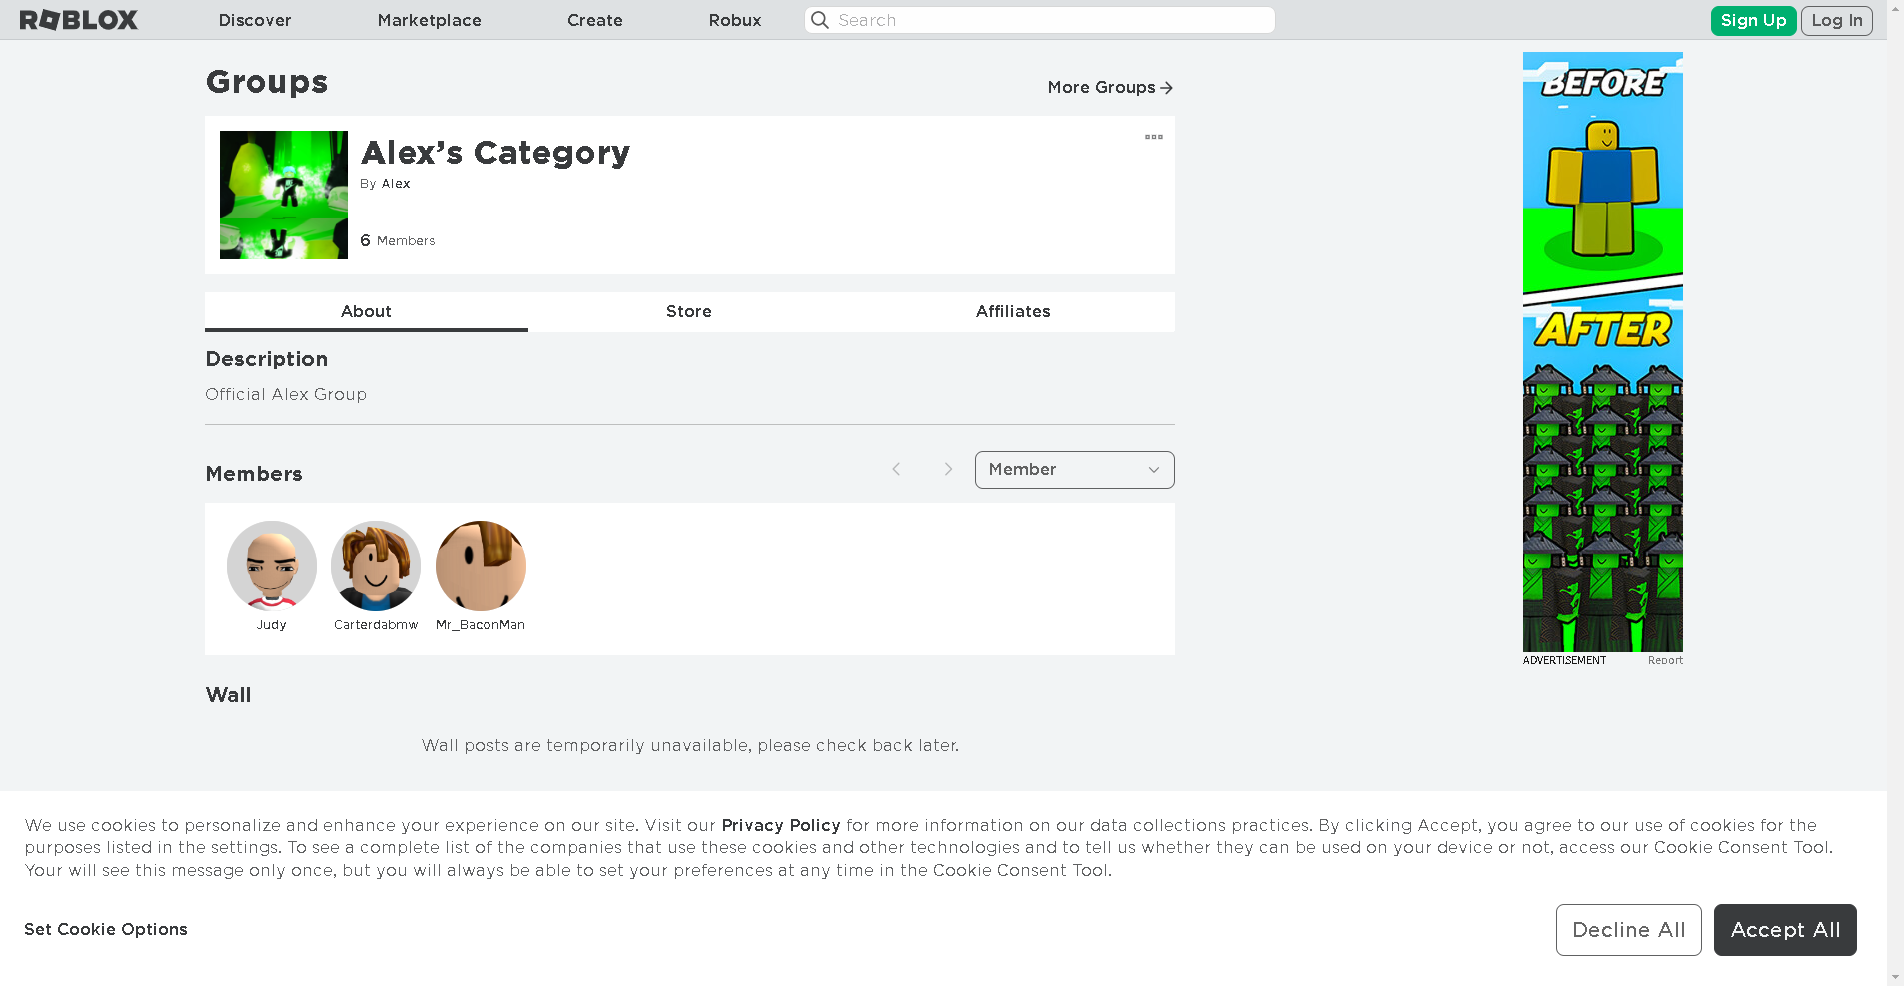 ROBLOX Discover Marketplace Create Robux Search Sign Up Log In
Groups
More Groups
Alex’s Category
By Alex
6 Members
About Store Affiliates
Description
Official Alex Group
Members
Member
Judy Carterdabmw Mr_BaconMan
Wall
Wall posts are temporarily unavailable, please check back later.
BEFORE
AFTER
ADVERTISEMENT Report
We use cookies to personalize and enhance your experience on our site. Visit our Privacy Policy for more information on our data collections practices. By clicking Accept, you agree to our use of cookies for the
purposes listed in the settings. To see a complete list of the companies that use these cookies and other technologies and to tell us whether they can be used on your device or not, access our Cookie Consent Tool.
Your will see this message only once, but you will always be able to set your preferences at any time in the Cookie Consent Tool.
Set Cookie Options
Decline All Accept All